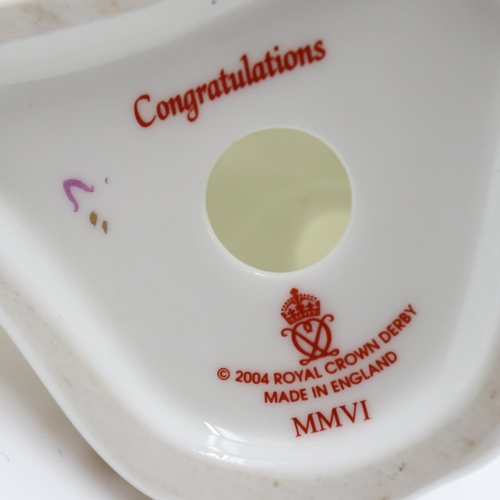 Congratulations
© 2004 ROYAL CROWN DERBY
MADE IN ENGLAND
MMVI